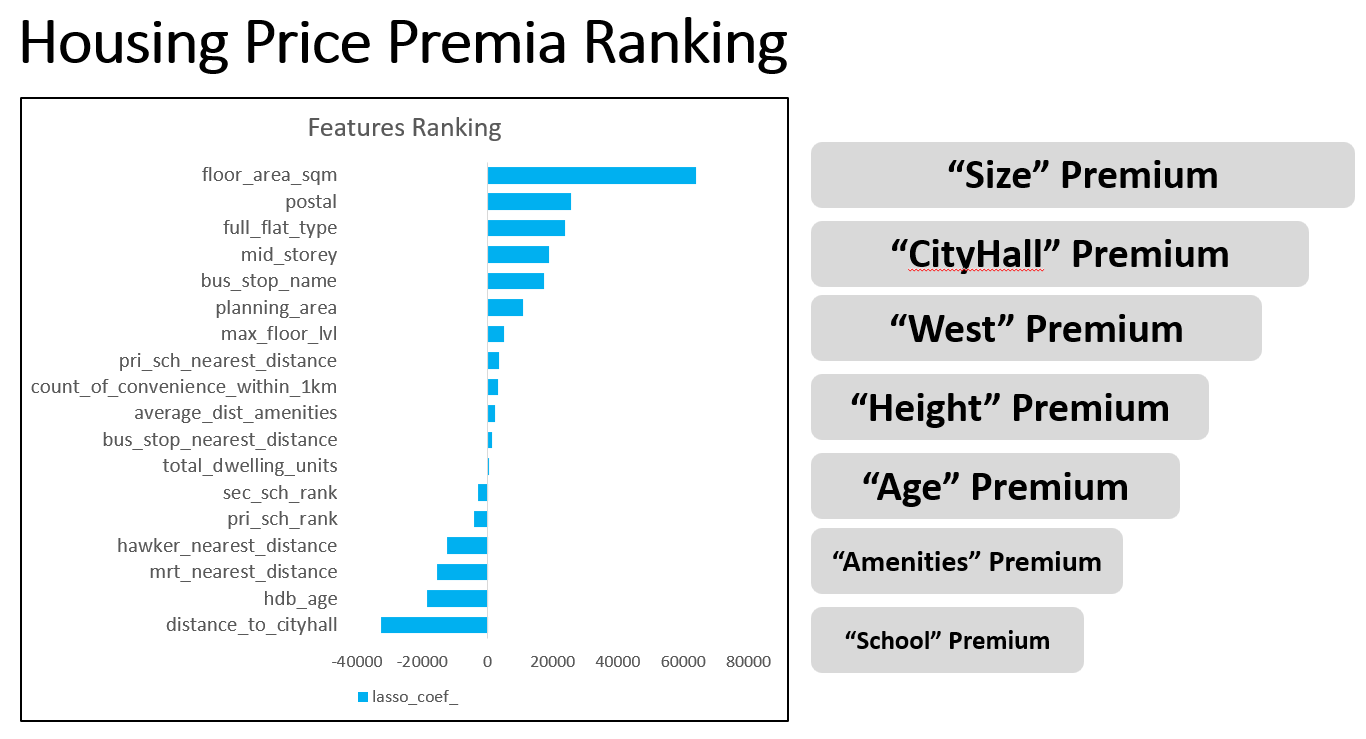 Housing Price Premia Ranking
Features Ranking
floor_area_sqm
postal
full_flat_type
mid_storey
bus_stop_name
planning_area
max_floor_lvl
pri_sch_nearest_distance
count_of_convenience_within_1km
average_dist_amenities
bus_stop_nearest_distance
total_dwelling_units
sec_sch_rank
pri_sch_rank
hawker_nearest_distance
mrt_nearest_distance
hdb_age
distance_to_cityhall
-40000 -20000 0 20000 40000 60000 80000
lasso_coef_
“Size” Premium
“CityHall” Premium
“West” Premium
“Height” Premium
“Age” Premium
“Amenities” Premium
“School” Premium